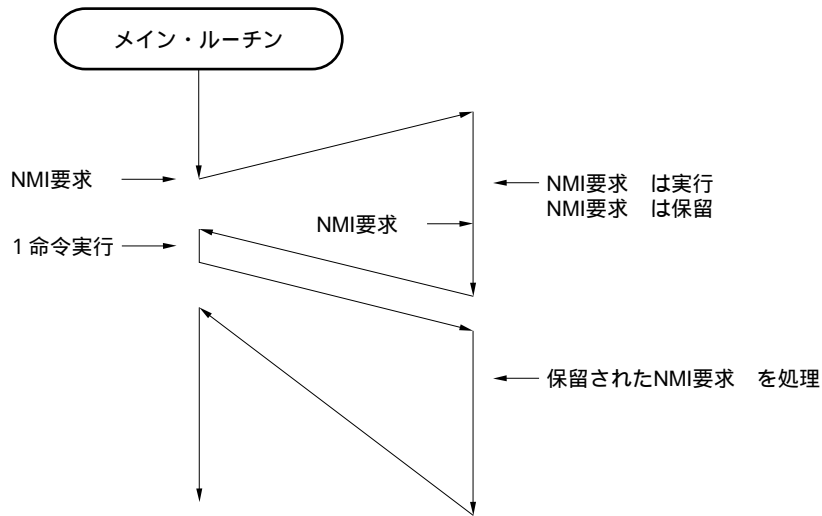 メイン・ルーチン
NMI要求
NMI要求　は実行
NMI要求　は保留
NMI要求
1命令実行
保留されたNMI要求　を処理